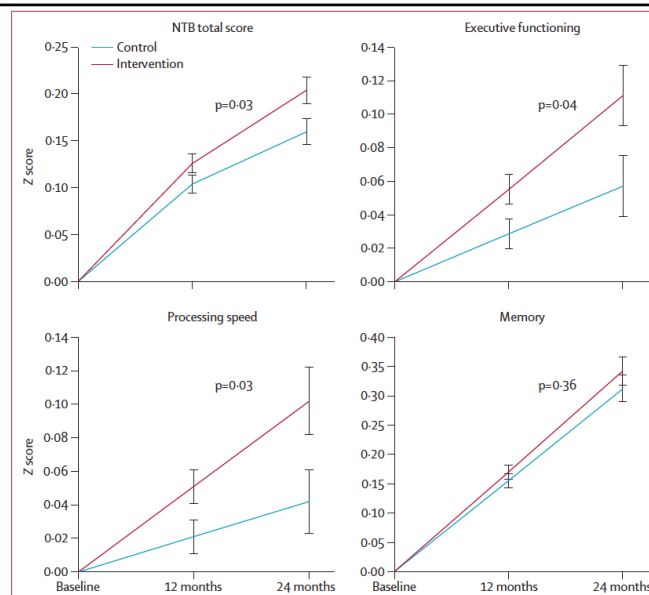 NTB total score
0·25
Control
Intervention
0·20
p=0·03
0·15
Z score
0·10
0·05
0·00
Executive functioning
0·14
0·12
p=0·04
0·10
0·08
0·06
0·04
0·02
0·00
Processing speed
0·14
0·12
p=0·03
0·10
0·08
Z score
0·06
0·04
0·02
0·00
Baseline
12 months
24 months
Memory
0·40
0·35
p=0·36
0·30
0·25
0·20
0·15
0·10
0·05
0·00
Baseline
12 months
24 months